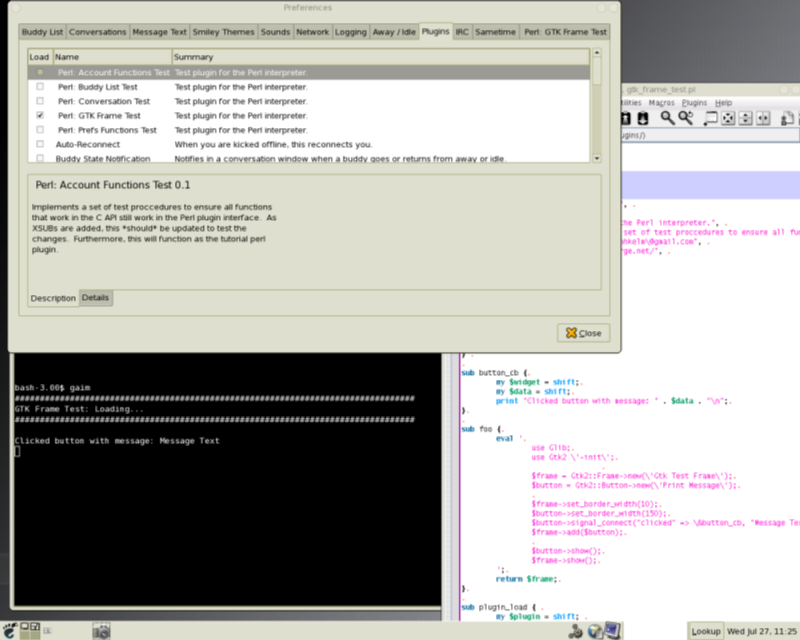 Preferences
Buddy List Conversations Message Text Smiley Themes Sounds Network Logging Away / Idle Plugins IRC Sametime Perl: GTK Frame Test
Load Name Summary
Perl: Account Functions Test Test plugin for the Perl interpreter.
Perl: Buddy List Test Test plugin for the Perl interpreter.
Perl: Conversation Test Test plugin for the Perl interpreter.
Perl: GTK Frame Test Test plugin for the Perl interpreter.
Perl: Prefs Functions Test Test plugin for the Perl interpreter.
Auto-Reconnect When you are kicked offline, this reconnects you.
Buddy State Notification Notifies in a conversation window when a buddy goes or returns from away or idle.
Perl: Account Functions Test 0.1
Implements a set of test proccedures to ensure all functions
that work in the C API still work in the Perl plugin interface. As
XSUBs are added, this *should* be updated to test the
changes. Furthermore, this will function as the tutorial perl
plugin.
Description Details
Close
gtk_frame_test.pl
Macros Plugins Help
ugins/)
the Perl interpreter.", .
set of test proccedures to ensure all fu
hkelm\@gmail.com", .
rge.net/", .
bash-3.00$ gaim
GTK Frame Test: Loading...
Clicked button with message: Message Text
}.
sub button_cb {.
my $widget = shift;.
my $data = shift;.
print "Clicked button with message: " . $data . "\n";.
}.
sub foo {.
eval '.
use Glib;.
use Gtk2 \'-init\';.
.
$frame = Gtk2::Frame->new(\'Gtk Test Frame\');.
$button = Gtk2::Button->new(\'Print Message\');.
.
$frame->set_border_width(10);.
$button->set_border_width(150);.
$button->signal_connect("clicked" => \&button_cb, "Message Te
$frame->add($button);.
.
$button->show();.
$frame->show();.
';.
return $frame;.
}.
sub plugin_load { .
my $plugin = shift; .
Lookup Wed Jul 27, 11:25